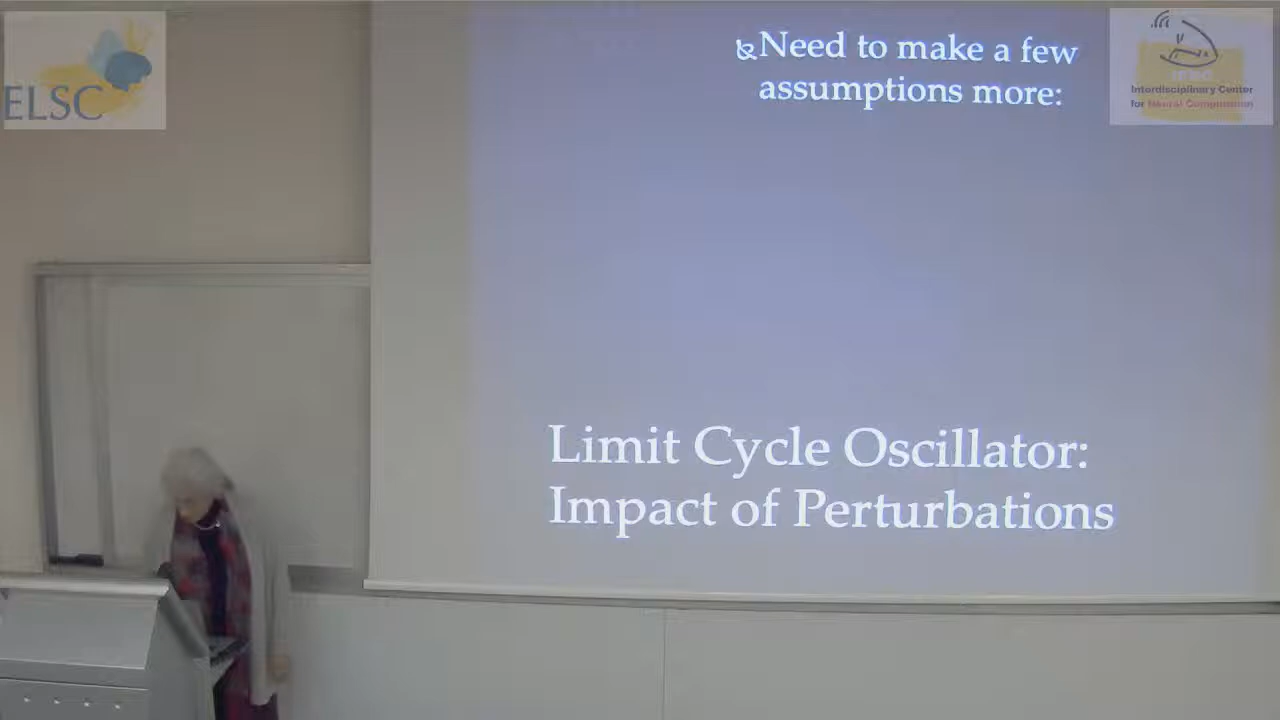 ELSC
Need to make a few
assumptions more:
Interdisciplinary Center
for Neural Computation
Limit Cycle Oscillator:
Impact of Perturbations